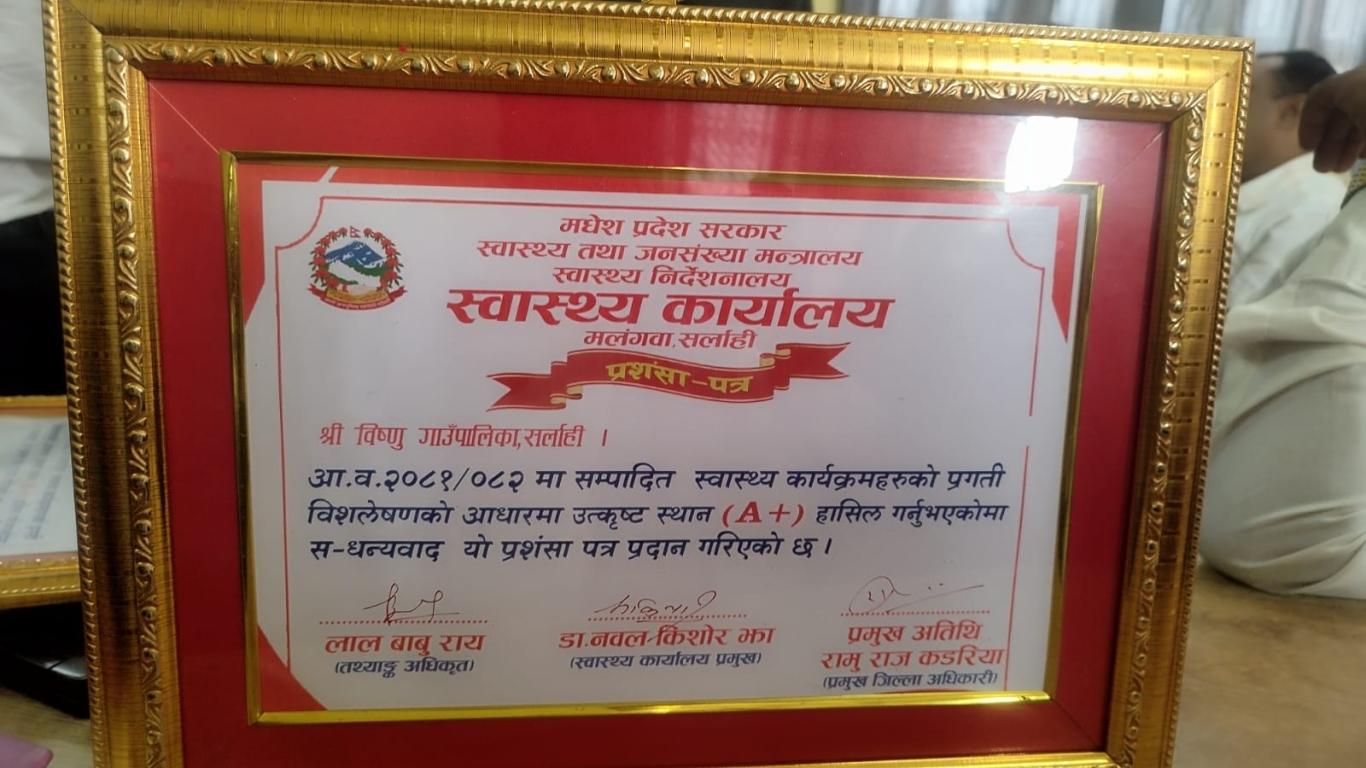 मधेश प्रदेश सरकार
स्वास्थ्य तथा जनसंख्या मन्त्रालय
स्वास्थ्य निर्देशनालय
स्वास्थ्य कार्यालय
मलंगवा, सर्लाही
प्रशंसा-पत्र
श्री विष्णु गाउँपालिका, सर्लाही ।
आ.व.२०८१/०८२ मा सम्पादित स्वास्थ्य कार्यक्रमहरुको प्रगती
विशलेषणको आधारमा उत्कृष्ट स्थान (A+) हासिल गर्नुभएकोमा
स-धन्यवाद यो प्रशंसा पत्र प्रदान गरिएको छ ।
लाल बाबु राय
(तथ्याङ्क अधिकृत)
डा.नवल किशोर झा
(स्वास्थ्य कार्यालय प्रमुख)
प्रमुख अतिथि
रामु राज कडरिया
(प्रमुख जिल्ला अधिकारी)